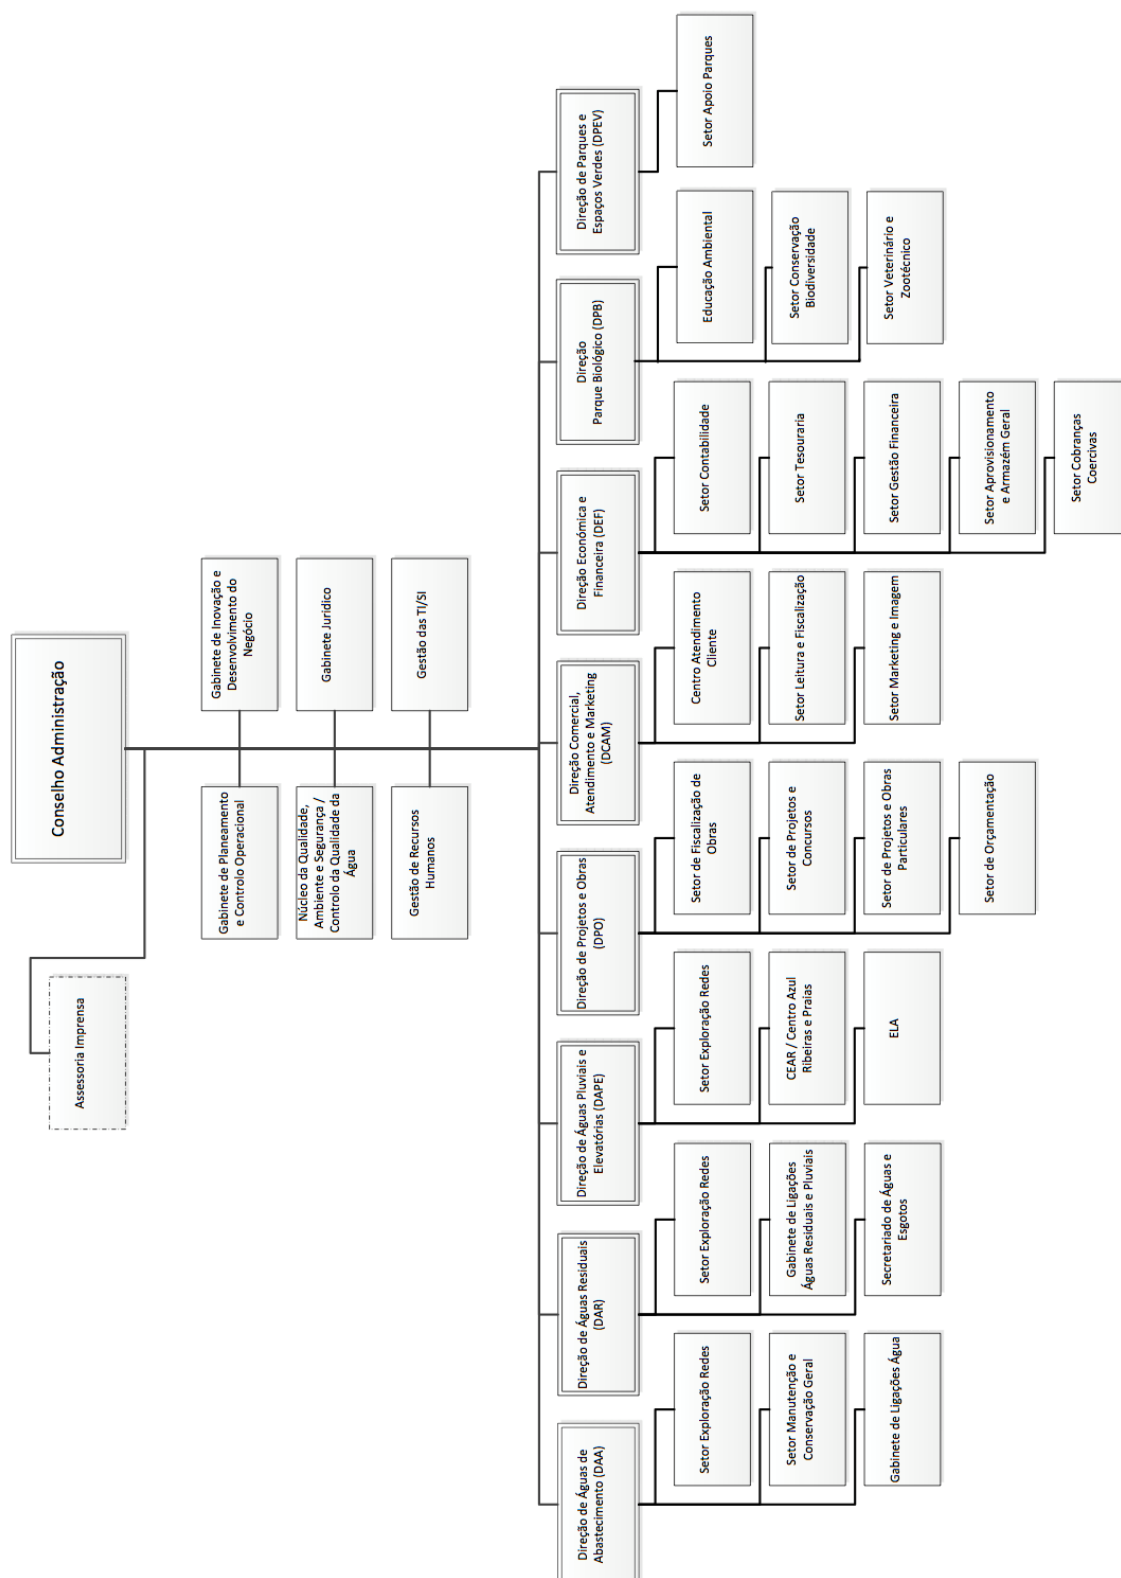 Conselho Administração
Assessoria Imprensa
Gabinete de Planeamento
e Controlo Operacional
Gabinete de Inovação e
Desenvolvimento do
Negócio
Núcleo da Qualidade,
Ambiente e Segurança /
Controlo da Qualidade da
Água
Gabinete Jurídico
Gestão de Recursos
Humanos
Gestão das TI/SI
Direção de Águas de
Abastecimento (DAA)
Setor Exploração Redes
Setor Manutenção e
Conservação Geral
Gabinete de Ligações Água
Direção de Águas Residuais
(DAR)
Setor Exploração Redes
Gabinete de Ligações
Águas Residuais e Pluviais
Secretariado de Águas e
Esgotos
Direção de Águas Pluviais e
Elevatórias (DAPE)
Setor Exploração Redes
CEAR / Centro Azul
Ribeiras e Praias
ELA
Direção de Projetos e Obras
(DPO)
Setor de Fiscalização de
Obras
Setor de Projetos e
Concursos
Setor de Projetos e Obras
Particulares
Setor de Orçamentação
Direção Comercial,
Atendimento e Marketing
(DCAM)
Centro Atendimento
Cliente
Setor Leitura e Fiscalização
Setor Marketing e Imagem
Direção Económica e
Financeira (DEF)
Setor Contabilidade
Setor Tesouraria
Setor Gestão Financeira
Setor Aprovisionamento
e Armazém Geral
Setor Cobranças
Coercivas
Direção
Parque Biológico (DPB)
Educação Ambiental
Setor Conservação
Biodiversidade
Setor Veterinário e
Zootécnico
Direção de Parques e
Espaços Verdes (DPEV)
Setor Apoio Parques